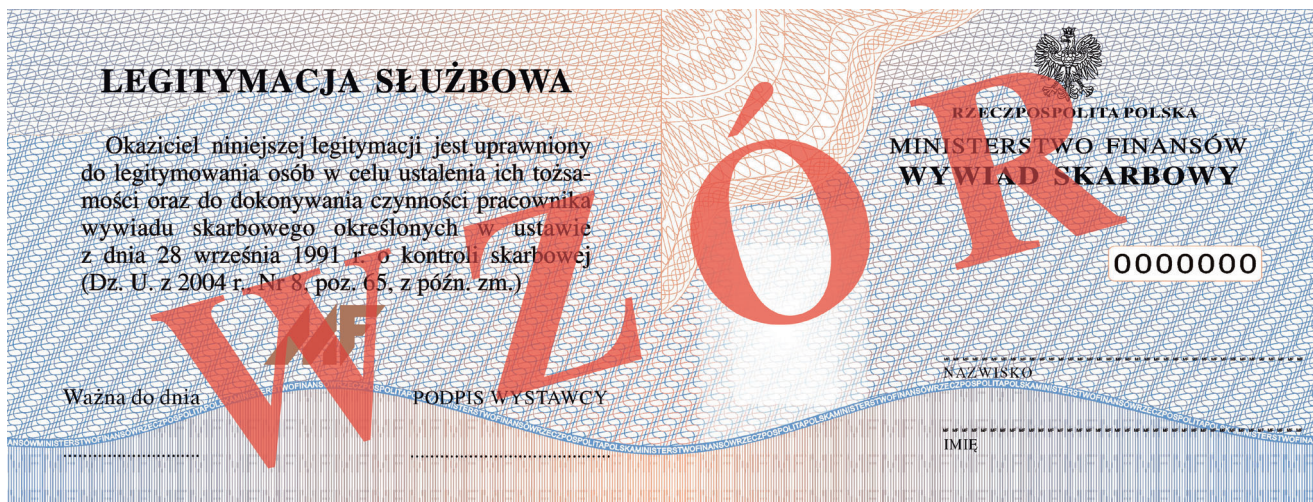 LEGITYMACJA SŁUŻBOWA
Okaziciel niniejszej legitymacji jest uprawniony
do legitymowania osób w celu ustalenia ich tożsa-
mości oraz do dokonywania czynności pracownika
wywiadu skarbowego określonych w ustawie
z dnia 28 września 1991 r. o kontroli skarbowej
(Dz. U. z 2004 r., Nr 8, poz. 65, z późn. zm.)
MF
Ważna do dnia
PODPIS WYSTAWCY
WZÓR
RZECZPOSPOLITA POLSKA
MINISTERSTWO FINANSÓW
WYWIAD SKARBOWY
0000000
NAZWISKO
IMIĘ
ANSÓWMINISTERSTWOFINANSÓWRZECZPOSPOLITAPOLSKAMINISTERSTWOFINANSÓWRZECZPOSPOLITAPOLSKAMINISTERSTWOFINANSÓWRZECZPOSPOLITAPOLSKAMINISTERSTWOFINANSÓWRZECZPOSPOLITA